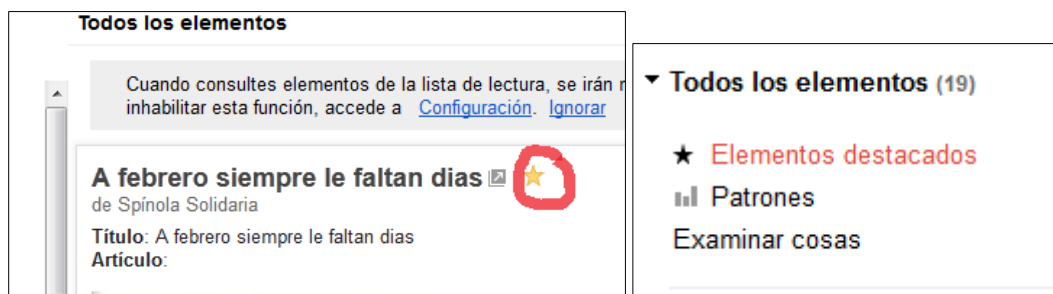 Todos los elementos
Cuando consultes elementos de la lista de lectura, se irán
inhabilitar esta función, accede a Configuración. Ignorar
A febrero siempre le faltan dias
de Spínola Solidaria
Título: A febrero siempre le faltan dias
Artículo:
Todos los elementos (19)
Elementos destacados
Patrones
Examinar cosas